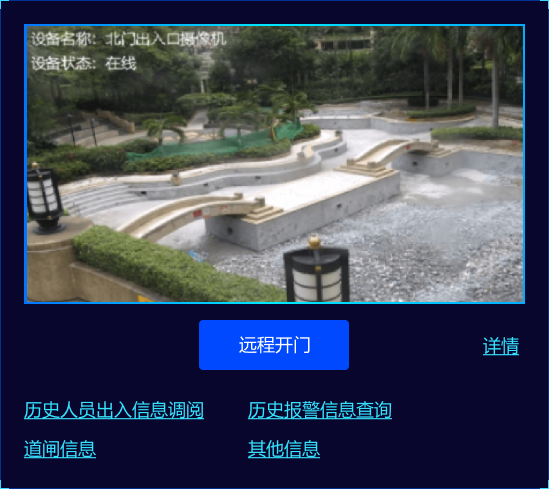 设备名称：北门出入口摄像机
设备状态：在线
远程开门
详情
历史人员出入信息调阅
历史报警信息查询
道闸信息
其他信息